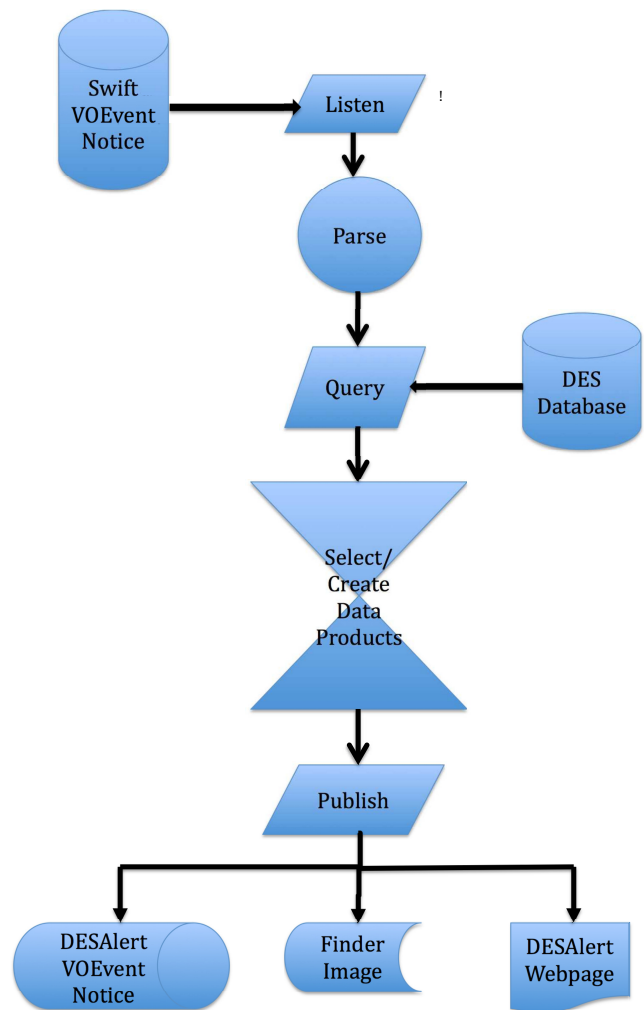 Swift
VOEvent
Notice
Listen
!
Parse
Query
DES
Database
Select/
Create
Data
Products
Publish
DESAlert
VOEvent
Notice
Finder
Image
DESAlert
Webpage